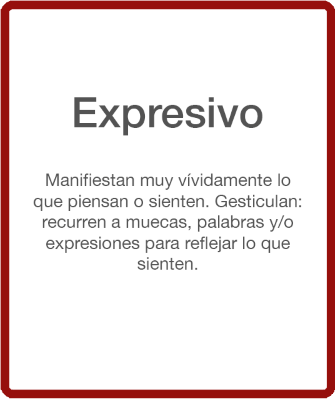 Expresivo
Manifiestan muy vívidamente lo
que piensan o sienten. Gesticulan:
recurren a muecas, palabras y/o
expresiones para reflejar lo que
sienten.